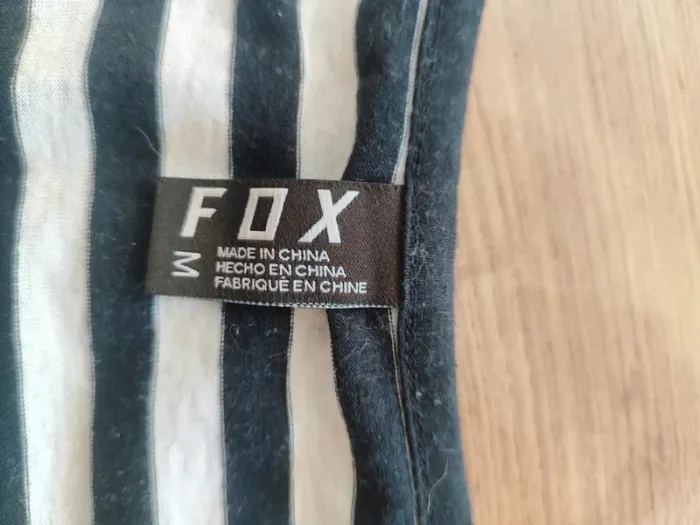 FOX
M
MADE IN CHINA
HECHO EN CHINA
FABRIQUÉ EN CHINE